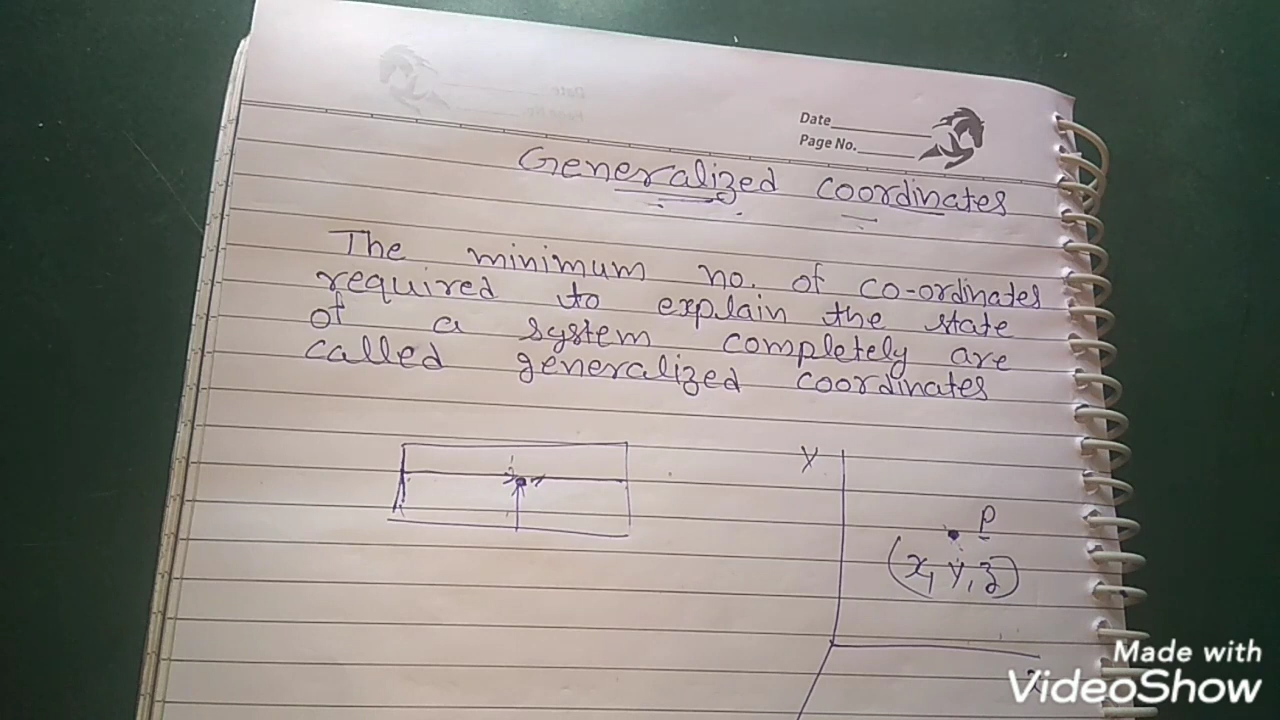 Date
Page No.
Generalized coordinates
The minimum no. of co-ordinates
required to explain the state
of a system completely are
called generalized coordinates
Y
P
(x, y, z)
x
Made with
VideoShow